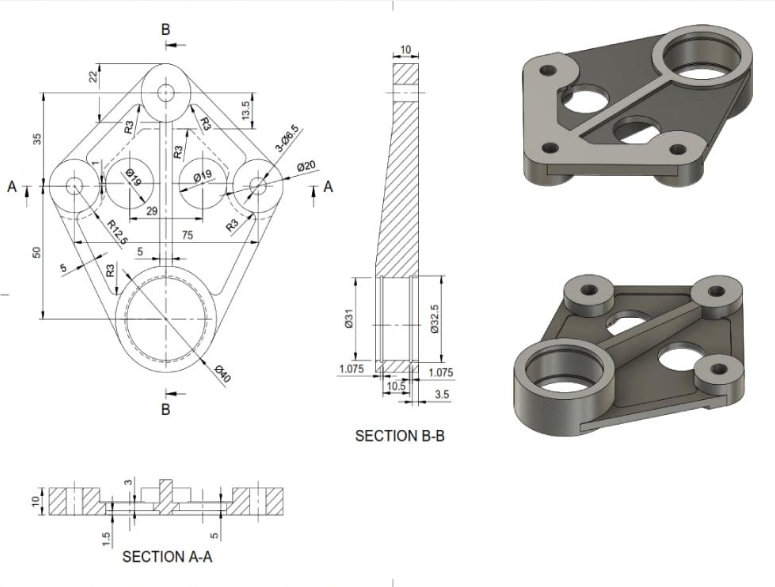 B
10
22
35
13.5
R3
R3
R3
3-Ø6.5
Ø20
1
A
Ø19
Ø19
A
29
R12.5
75
R3
50
5
5
R3
Ø31
Ø32.5
Ø40
1.075
1.075
10.5
3.5
B
SECTION B-B
10
3
1.5
5
SECTION A-A